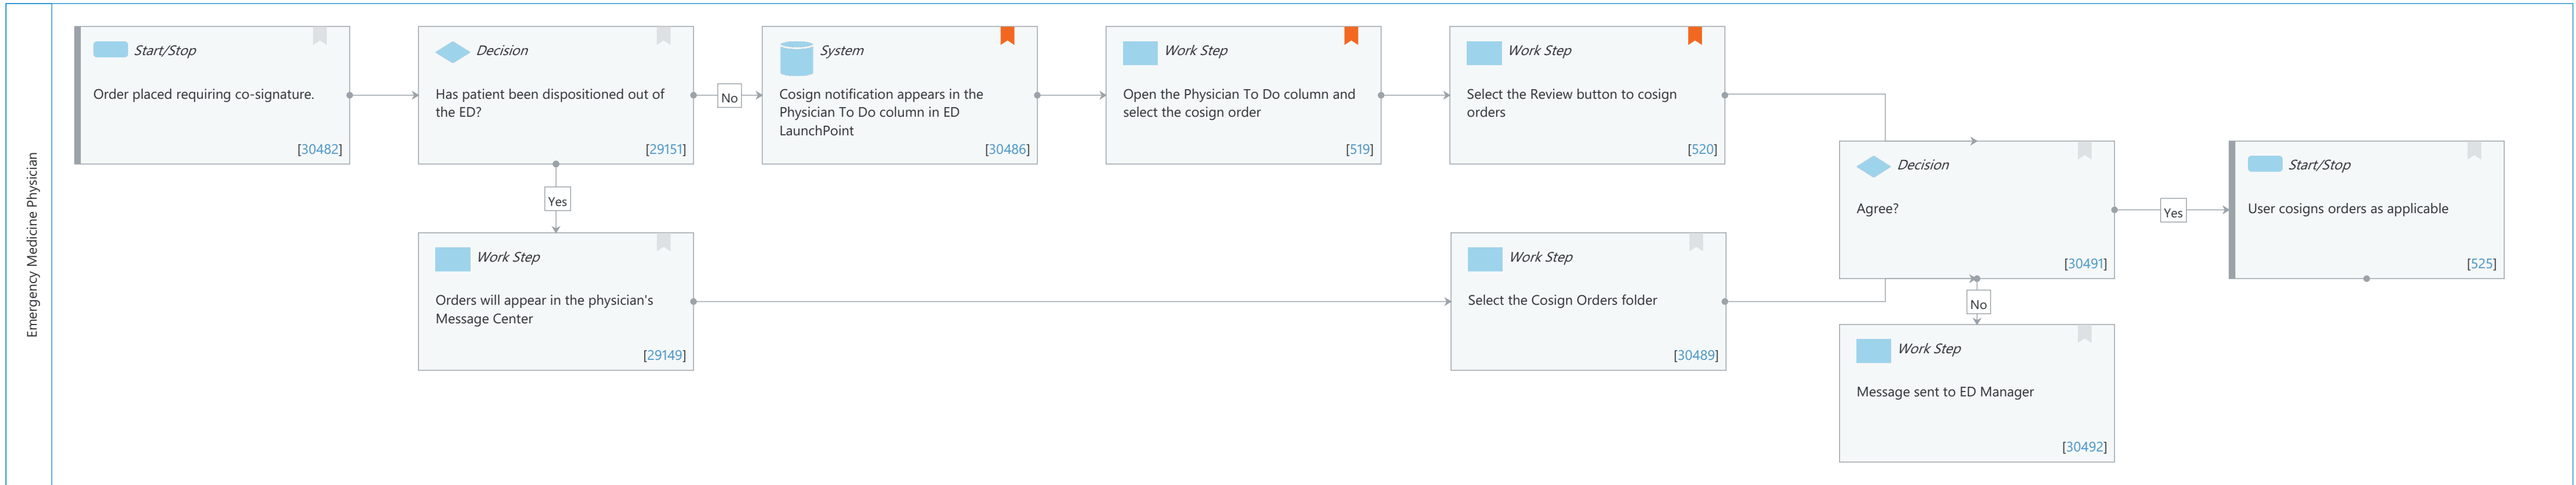 Emergency Medicine Physician
Start/Stop
Order placed requiring co-signature.
[30482]
Decision
Has patient been dispositioned out of
the ED?
[29151]
No
System
Cosign notification appears in the
Physician To Do column in ED
LaunchPoint
[30486]
Work Step
Open the Physician To Do column and
select the cosign order
[519]
Work Step
Select the Review button to cosign
orders
[520]
Decision
Agree?
[30491]
Yes
Start/Stop
User cosigns orders as applicable
[525]
Yes
Work Step
Orders will appear in the physician's
Message Center
[29149]
Work Step
Select the Cosign Orders folder
[30489]
No
Work Step
Message sent to ED Manager
[30492]